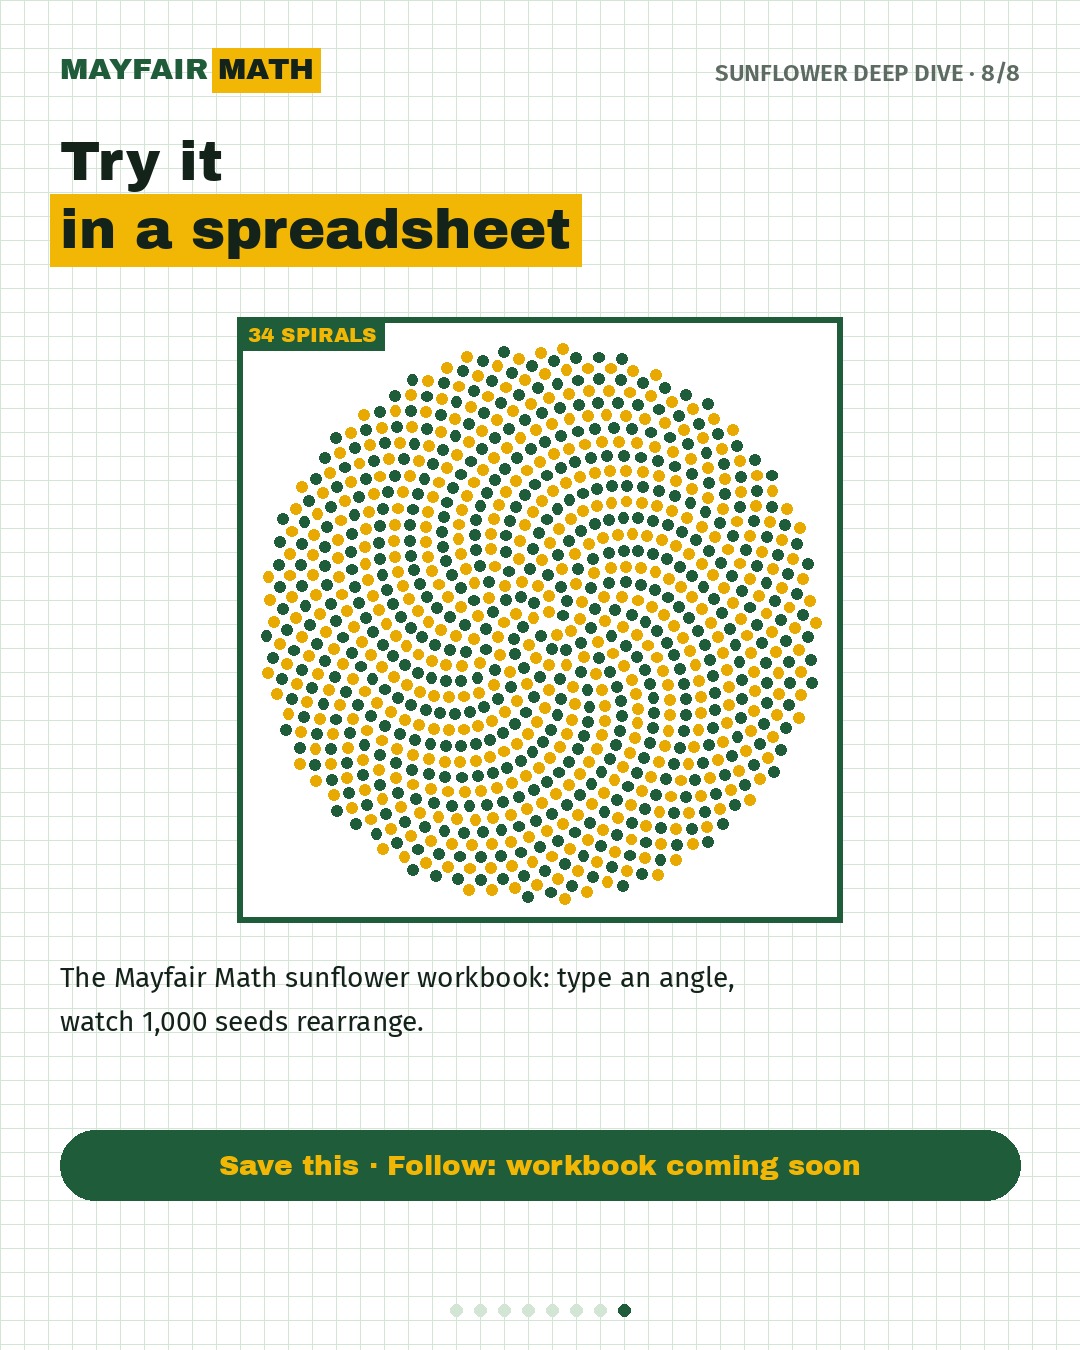 MAYFAIR MATH
SUNFLOWER DEEP DIVE · 8/8
Try it
in a spreadsheet
34 SPIRALS
The Mayfair Math sunflower workbook: type an angle,
watch 1,000 seeds rearrange.
Save this · Follow: workbook coming soon